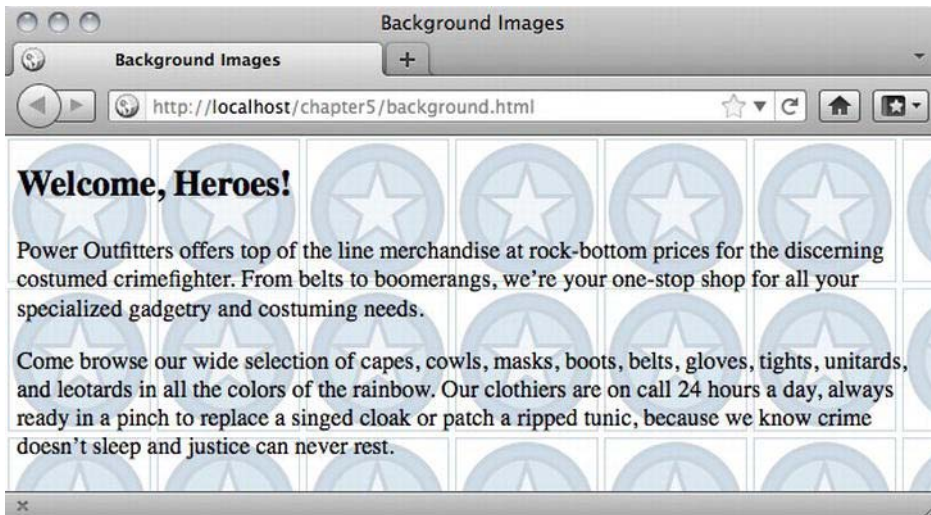 Background Images
Background Images
http://localhost/chapter5/background.html
Welcome, Heroes!
Power Outfitters offers top of the line merchandise at rock-bottom prices for the discerning
costumed crimefighter. From belts to boomerangs, we’re your one-stop shop for all your
specialized gadgetry and costuming needs.
Come browse our wide selection of capes, cowls, masks, boots, belts, gloves, tights, unitards,
and leotards in all the colors of the rainbow. Our clothiers are on call 24 hours a day, always
ready in a pinch to replace a singed cloak or patch a ripped tunic, because we know crime
doesn’t sleep and justice can never rest.